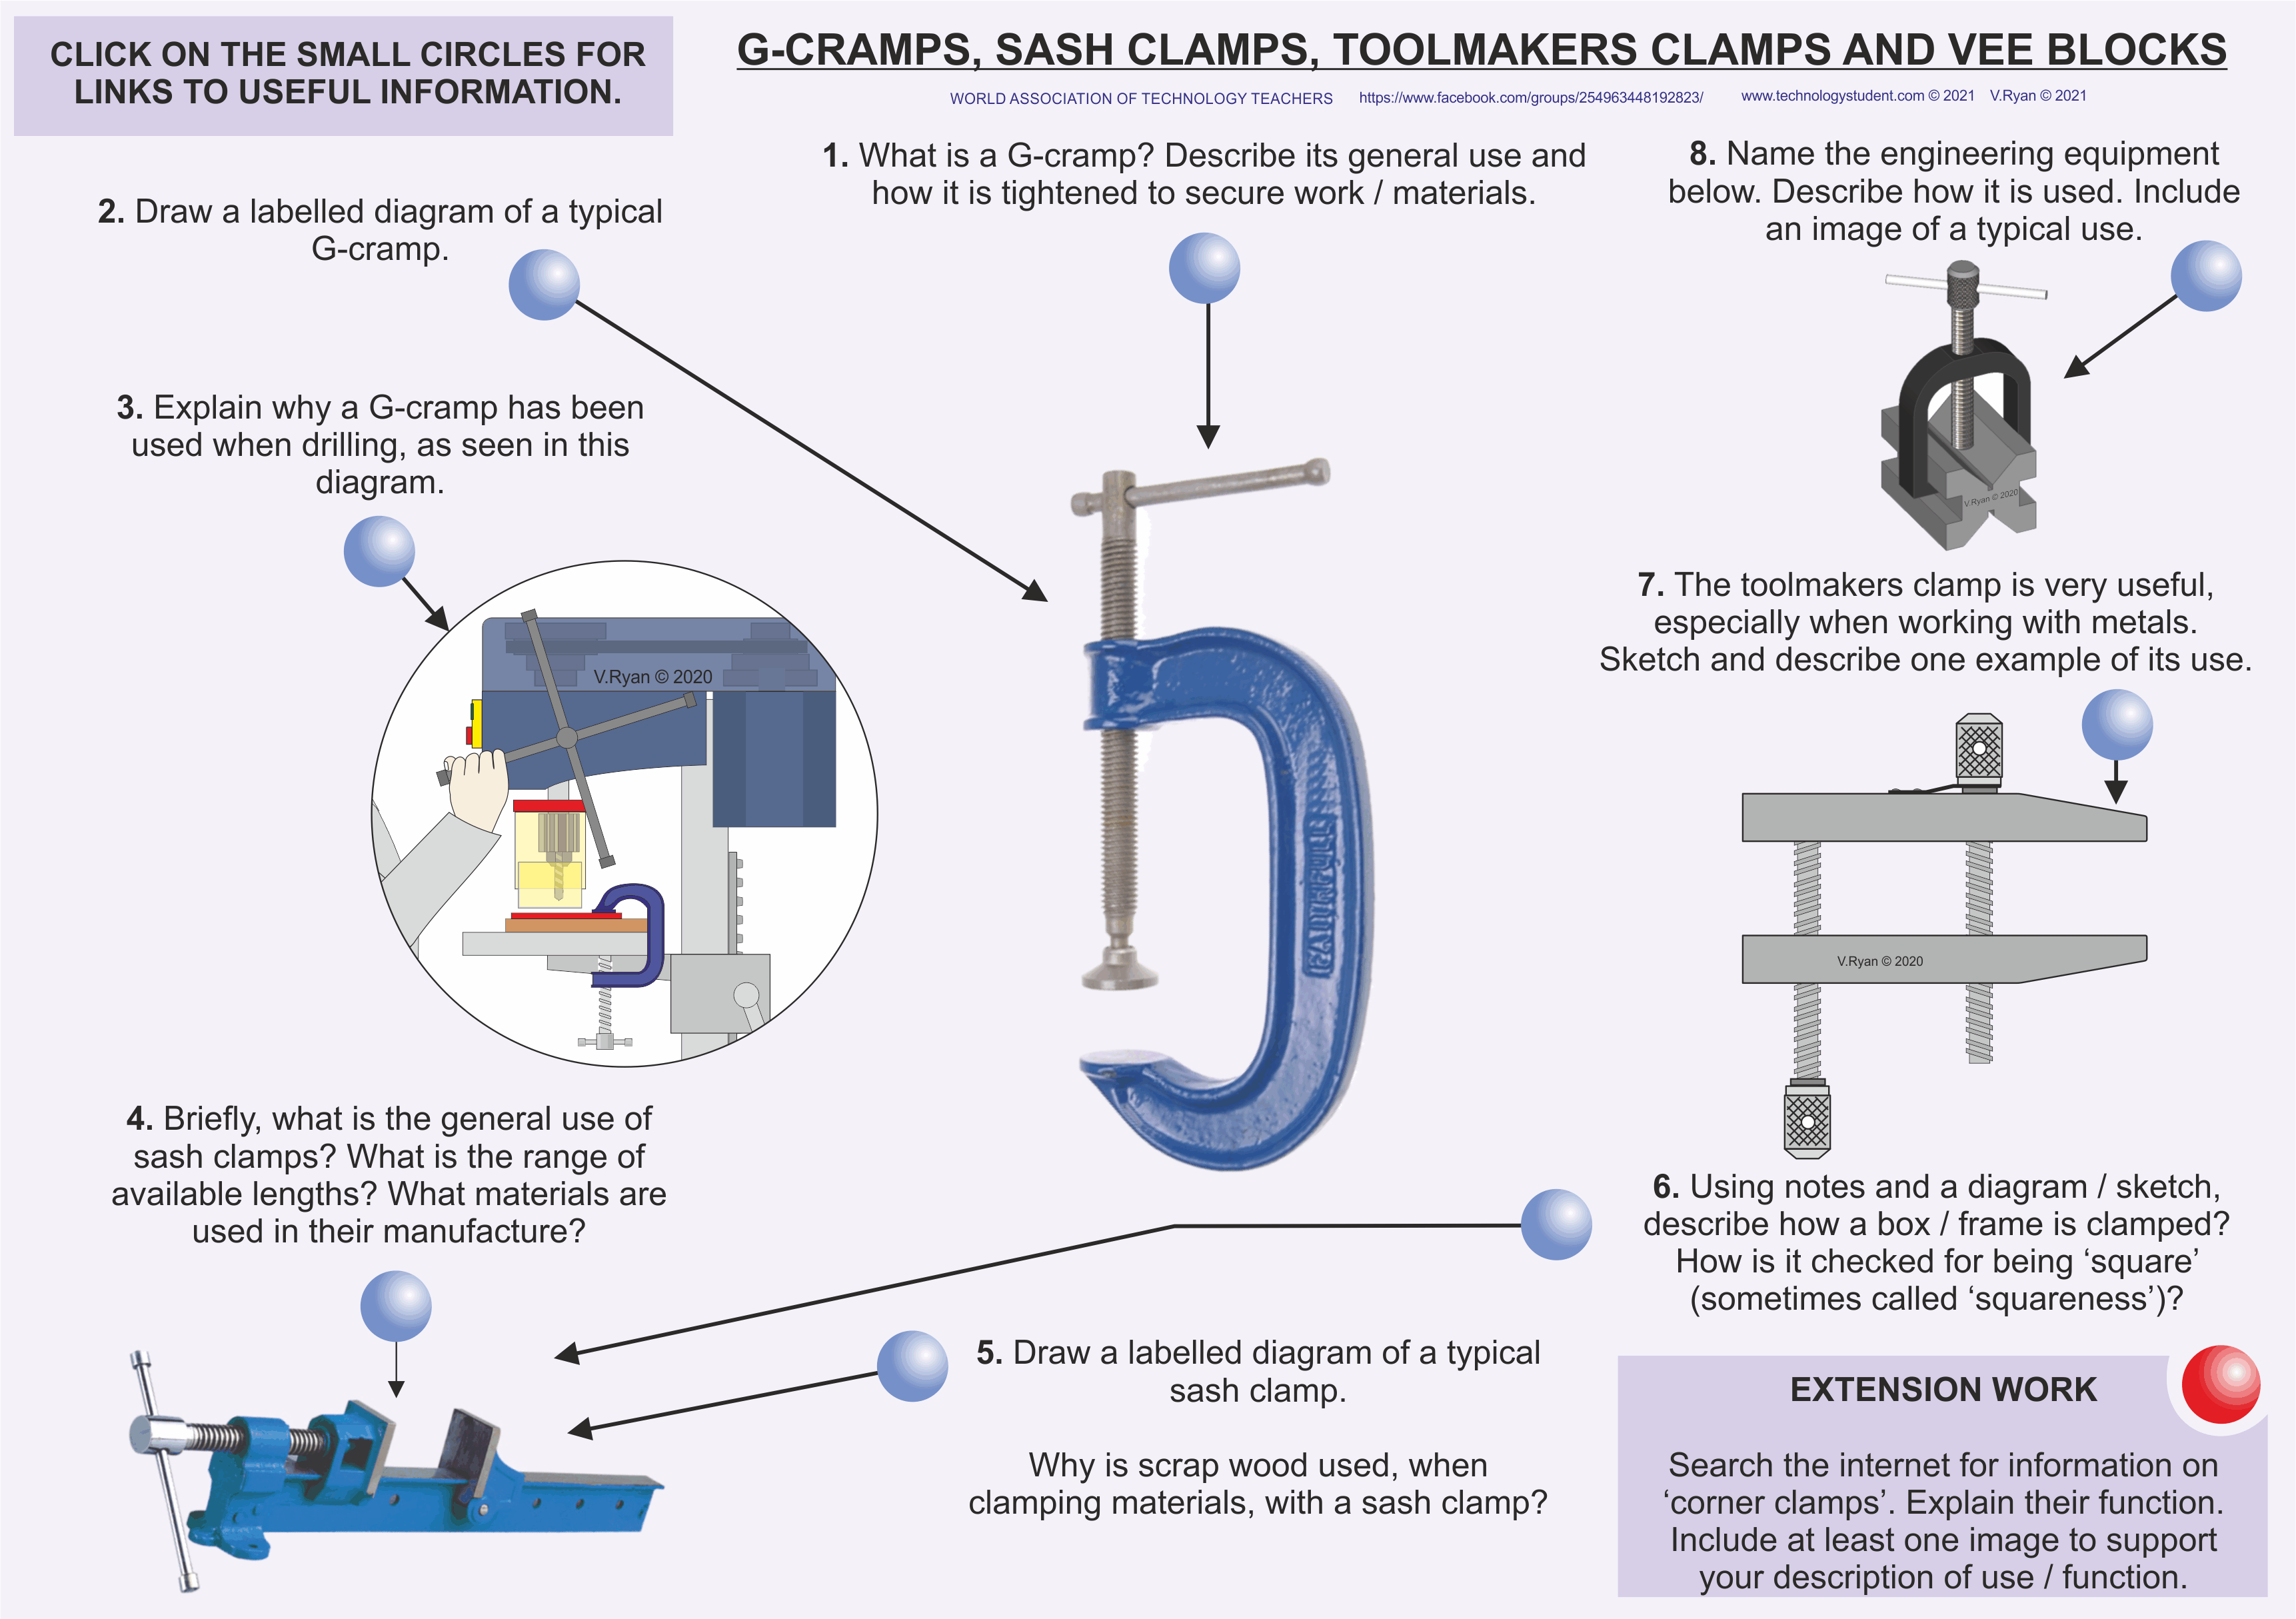 CLICK ON THE SMALL CIRCLES FOR
LINKS TO USEFUL INFORMATION.
G-CRAMPS, SASH CLAMPS, TOOLMAKERS CLAMPS AND VEE BLOCKS
WORLD ASSOCIATION OF TECHNOLOGY TEACHERS https://www.facebook.com/groups/254963448192823/ www.technologystudent.com © 2021 V.Ryan © 2021
1. What is a G-cramp? Describe its general use and
how it is tightened to secure work / materials.
2. Draw a labelled diagram of a typical
G-cramp.
3. Explain why a G-cramp has been
used when drilling, as seen in this
diagram.
V.Ryan © 2020
FAITHFULL
4. Briefly, what is the general use of
sash clamps? What is the range of
available lengths? What materials are
used in their manufacture?
5. Draw a labelled diagram of a typical
sash clamp.
Why is scrap wood used, when
clamping materials, with a sash clamp?
8. Name the engineering equipment
below. Describe how it is used. Include
an image of a typical use.
V.Ryan © 2020
7. The toolmakers clamp is very useful,
especially when working with metals.
Sketch and describe one example of its use.
V.Ryan © 2020
6. Using notes and a diagram / sketch,
describe how a box / frame is clamped?
How is it checked for being ‘square’
(sometimes called ‘squareness’)?
EXTENSION WORK
Search the internet for information on
‘corner clamps’. Explain their function.
Include at least one image to support
your description of use / function.